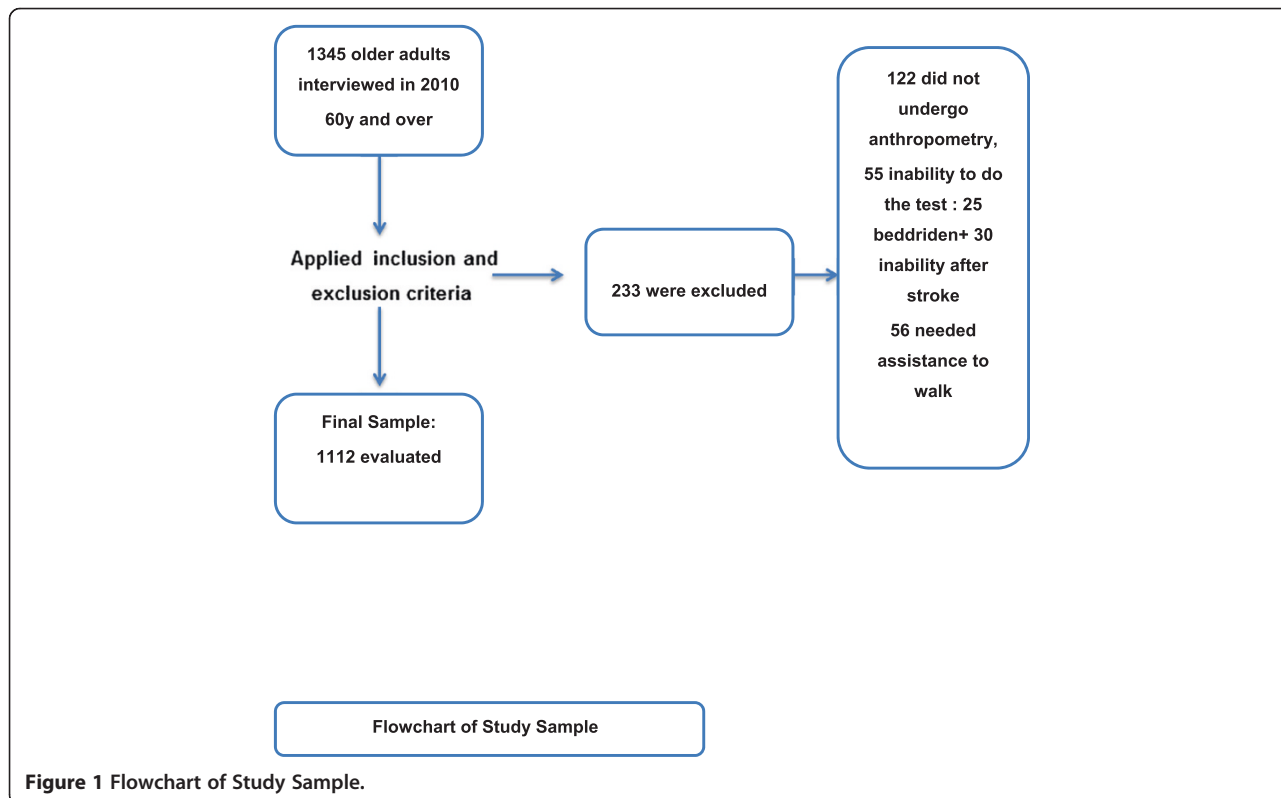 1345 older adults
interviewed in 2010
60y and over
Applied inclusion and
exclusion criteria
233 were excluded
122 did not
undergo
anthropometry,
55 inability to do
the test : 25
beddriden+ 30
inability after
stroke
56 needed
assistance to
walk
Final Sample:
1112 evaluated
Flowchart of Study Sample
Figure 1 Flowchart of Study Sample.